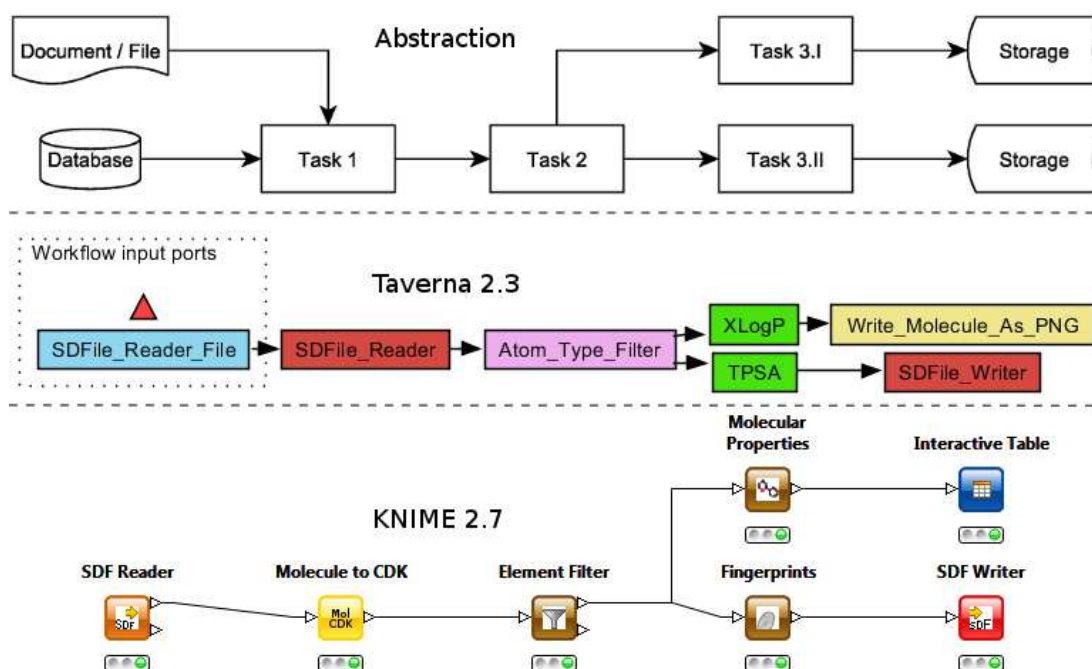 Abstraction
Document / File
Task 3.I
Storage
Database
Task 1
Task 2
Task 3.II
Storage
Workflow input ports
Taverna 2.3
SDFile_Reader_File
SDFile_Reader
Atom_Type_Filter
XLogP
Write_Molecule_As_PNG
TPSA
SDFile_Writer
Molecular
Properties
Interactive Table
KNIME 2.7
SDF Reader
Molecule to CDK
Element Filter
Fingerprints
SDF Writer
SDF
Mol
CDK
SDF